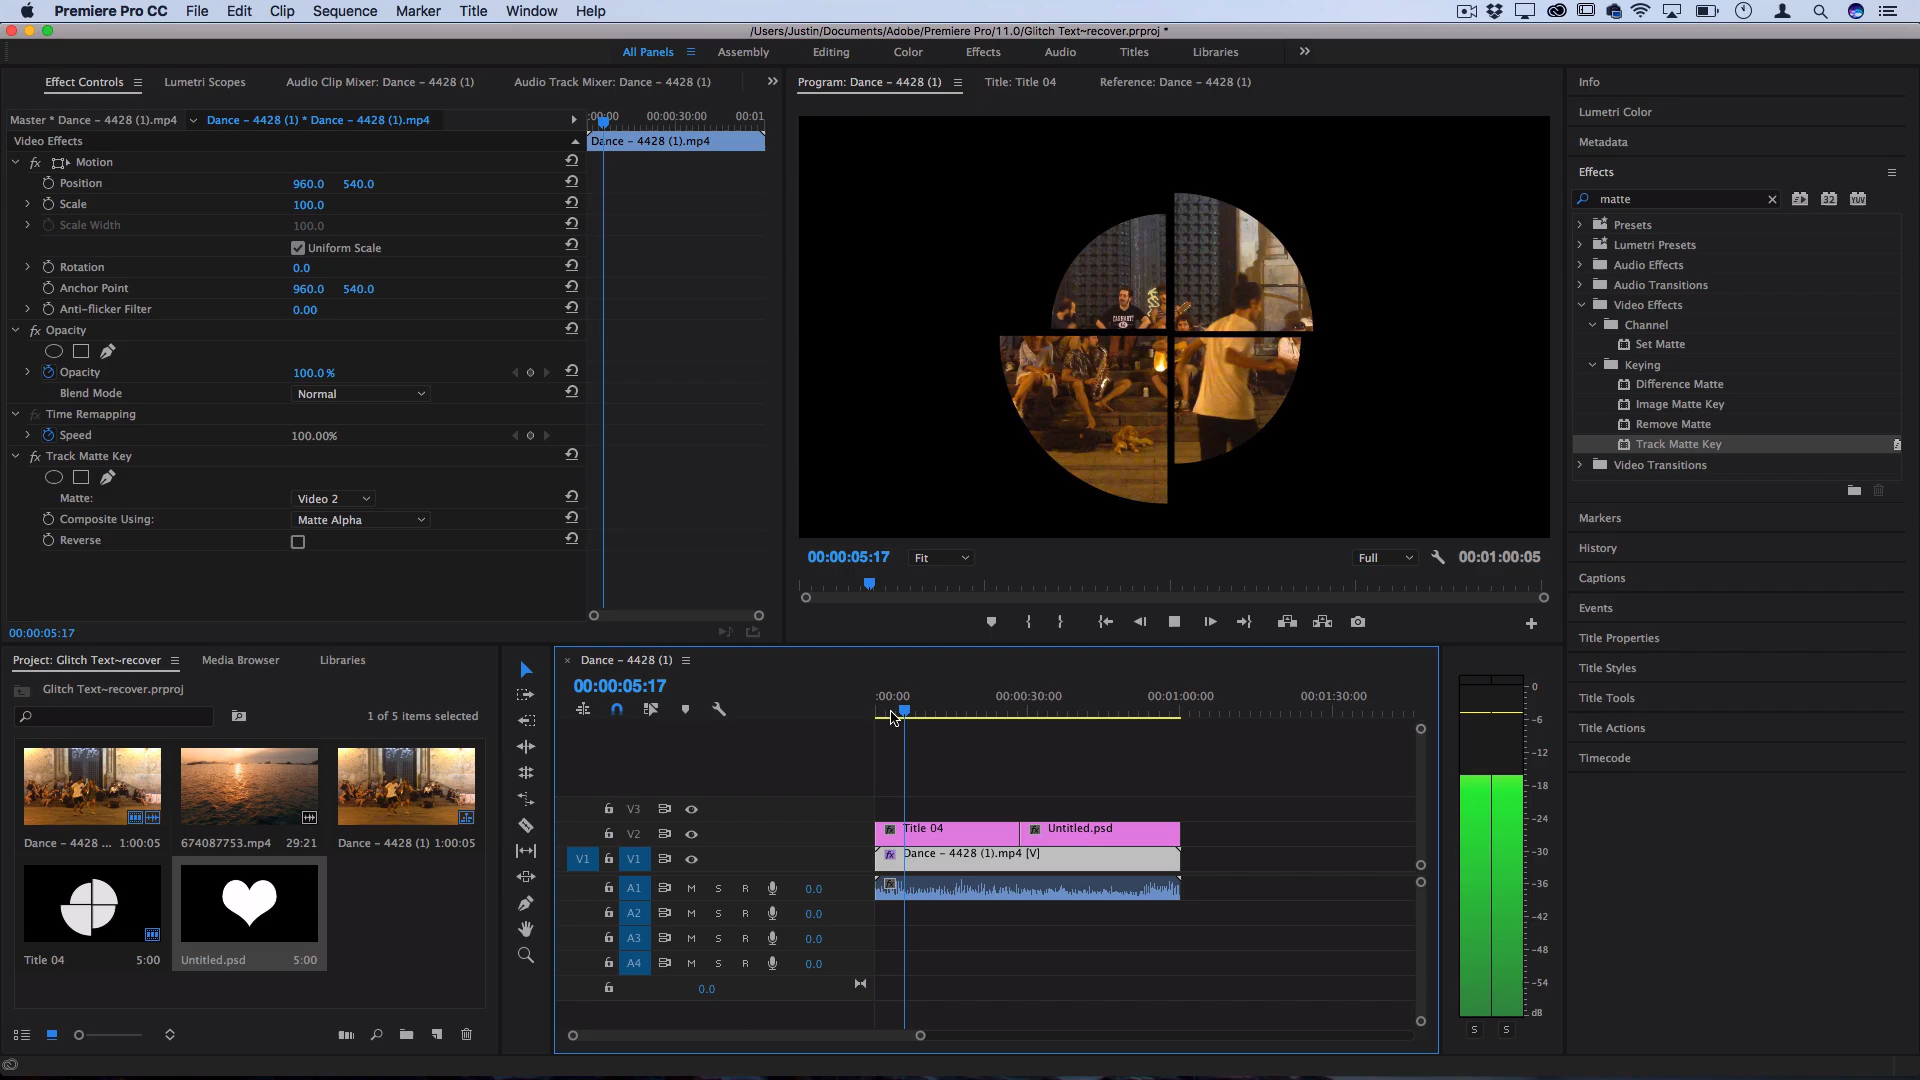 Premiere Pro CC File Edit Clip Sequence Marker Title Window Help
/Users/Justin/Documents/Adobe/Premiere Pro/11.0/Glitch Text~recover.prproj *
All Panels Assembly Editing Color Effects Audio Titles Libraries
Effect Controls Lumetri Scopes Audio Clip Mixer: Dance - 4428 (1) Audio Track Mixer: Dance - 4428 (1)
Master * Dance - 4428 (1).mp4 Dance - 4428 (1) * Dance - 4428 (1).mp4
:00:00 00:00:30:00 00:01
Video Effects
Dance - 4428 (1).mp4
fx Motion
Position 960.0 540.0
Scale 100.0
Scale Width 100.0
Uniform Scale
Rotation 0.0
Anchor Point 960.0 540.0
Anti-flicker Filter 0.00
fx Opacity
Opacity 100.0 %
Blend Mode Normal
fx Time Remapping
Speed 100.00%
fx Track Matte Key
Matte: Video 2
Composite Using: Matte Alpha
Reverse
00:00:05:17
Program: Dance - 4428 (1) Title: Title 04 Reference: Dance - 4428 (1)
CARHARTT
00:00:05:17 Fit Full 00:01:00:05
Info
Lumetri Color
Metadata
Effects
matte
32 YUV
Presets
Lumetri Presets
Audio Effects
Audio Transitions
Video Effects
Channel
Set Matte
Keying
Difference Matte
Image Matte Key
Remove Matte
Track Matte Key
Video Transitions
Markers
History
Captions
Events
Title Properties
Title Styles
Title Tools
Title Actions
Timecode
Project: Glitch Text~recover Media Browser Libraries
Glitch Text~recover.prproj
1 of 5 items selected
Dance - 4428 ... 1:00:05
674087753.mp4 29:21
Dance - 4428 (1) 1:00:05
Title 04 5:00
Untitled.psd 5:00
× Dance - 4428 (1)
00:00:05:17
:00:00 00:00:30:00 00:01:00:00 00:01:30:00
V3
V2
fx Title 04 fx Untitled.psd
V1 V1
fx Dance - 4428 (1).mp4 [V]
A1 M S R 0.0
fx
A2 M S R 0.0
A3 M S R 0.0
A4 M S R 0.0
0.0
0
-6
-12
-18
-24
-30
-36
-42
-48
-54
dB
S S